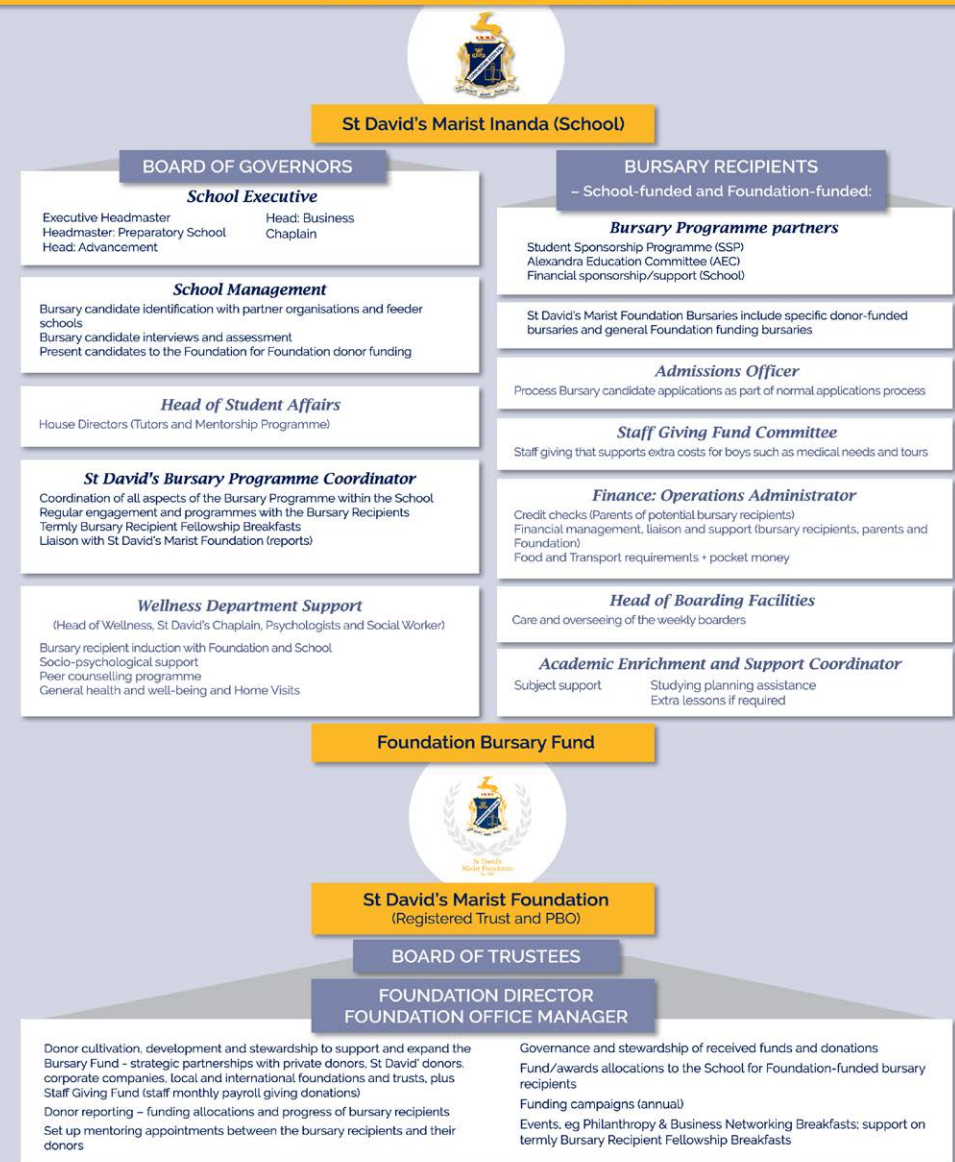 St David's Marist Inanda (School)
BOARD OF GOVERNORS
School Executive
Executive Headmaster
Headmaster: Preparatory School
Head: Advancement
Head: Business
Chaplain
School Management
Bursary candidate identification with partner organisations and feeder
schools
Bursary candidate interviews and assessment
Present candidates to the Foundation for Foundation donor funding
Head of Student Affairs
House Directors (Tutors and Mentorship Programme)
St David's Bursary Programme Coordinator
Coordination of all aspects of the Bursary Programme within the School
Regular engagement and programmes with the Bursary Recipients
Termly Bursary Recipient Fellowship Breakfasts
Liaison with St David's Marist Foundation (reports)
Wellness Department Support
(Head of Wellness, St David's Chaplain, Psychologists and Social Worker)
Bursary recipient induction with Foundation and School
Socio-psychological support
Peer counselling programme
General health and well-being and Home Visits
BURSARY RECIPIENTS
– School-funded and Foundation-funded:
Bursary Programme partners
Student Sponsorship Programme (SSP)
Alexandra Education Committee (AEC)
Financial sponsorship/support (School)
St David's Marist Foundation Bursaries include specific donor-funded
bursaries and general Foundation funding bursaries
Admissions Officer
Process Bursary candidate applications as part of normal applications process
Staff Giving Fund Committee
Staff giving that supports extra costs for boys such as medical needs and tours
Finance: Operations Administrator
Credit checks (Parents of potential bursary recipients)
Financial management, liaison and support (bursary recipients, parents and
Foundation)
Food and Transport requirements + pocket money
Head of Boarding Facilities
Care and overseeing of the weekly boarders
Academic Enrichment and Support Coordinator
Subject support
Studying planning assistance
Extra lessons if required
Foundation Bursary Fund
St David's
Marist Foundation
St David's Marist Foundation
(Registered Trust and PBO)
BOARD OF TRUSTEES
FOUNDATION DIRECTOR
FOUNDATION OFFICE MANAGER
Donor cultivation, development and stewardship to support and expand the
Bursary Fund - strategic partnerships with private donors, St David' donors,
corporate companies, local and international foundations and trusts, plus
Staff Giving Fund (staff monthly payroll giving donations)
Donor reporting – funding allocations and progress of bursary recipients
Set up mentoring appointments between the bursary recipients and their
donors
Governance and stewardship of received funds and donations
Fund/awards allocations to the School for Foundation-funded bursary
recipients
Funding campaigns (annual)
Events, eg Philanthropy & Business Networking Breakfasts; support on
termly Bursary Recipient Fellowship Breakfasts